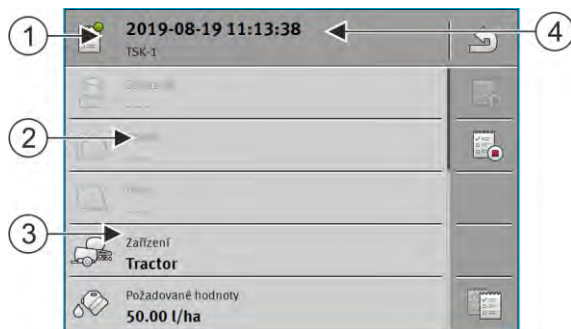 1
2019-08-19 11:13:38
4
TSK-1
Zákazník
- - -
2
- - -
- - -
3
Zařízení
Tractor
Požadované hodnoty
50.00 l/ha